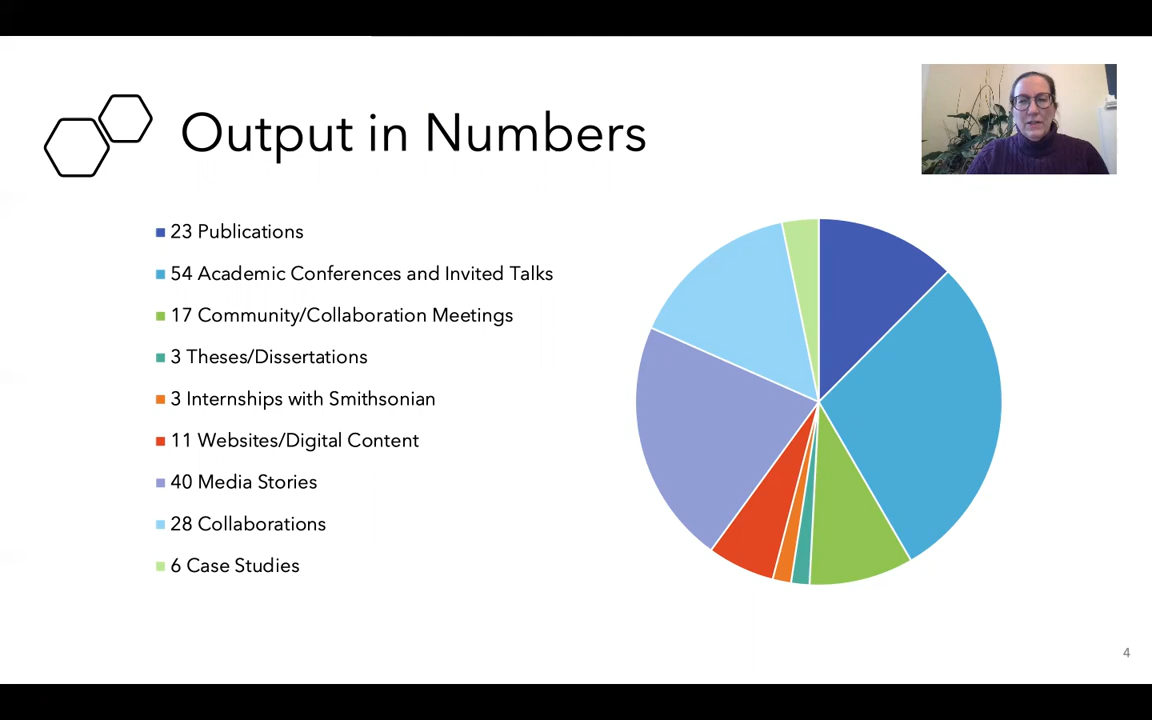 Output in Numbers
23 Publications
54 Academic Conferences and Invited Talks
17 Community/Collaboration Meetings
3 Theses/Dissertations
3 Internships with Smithsonian
11 Websites/Digital Content
40 Media Stories
28 Collaborations
6 Case Studies
4